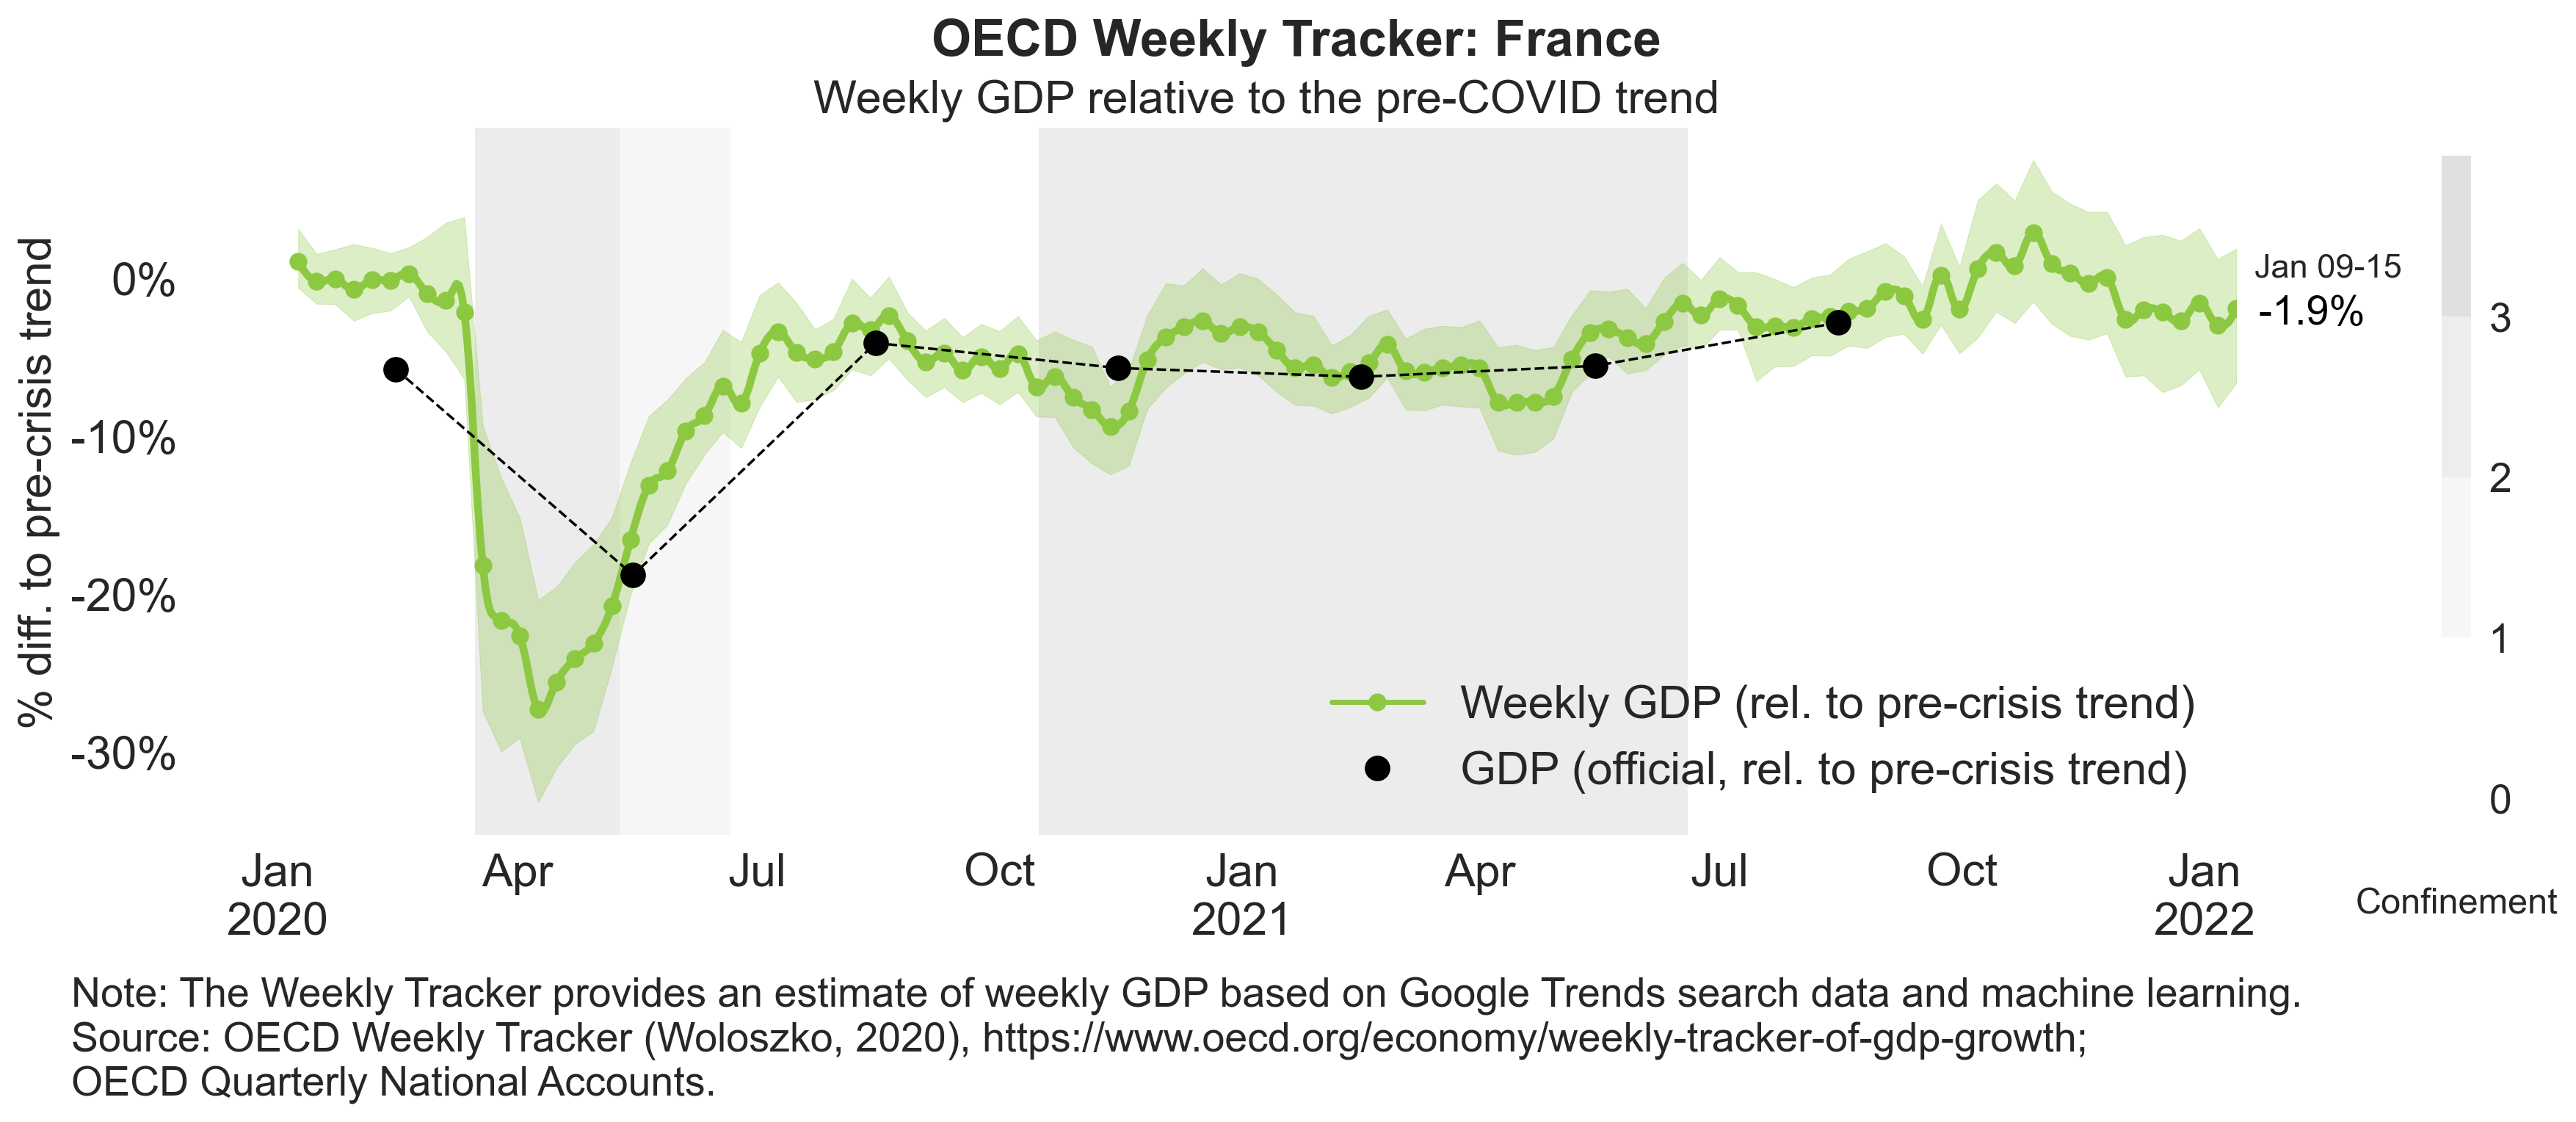 OECD Weekly Tracker: France
Weekly GDP relative to the pre-COVID trend
% diff. to pre-crisis trend
0%
-10%
-20%
-30%
Jan 09-15
-1.9%
3
2
1
0
Confinement
Weekly GDP (rel. to pre-crisis trend)
GDP (official, rel. to pre-crisis trend)
Jan Apr Jul Oct Jan Apr Jul Oct Jan
2020 2021 2022
Note: The Weekly Tracker provides an estimate of weekly GDP based on Google Trends search data and machine learning.
Source: OECD Weekly Tracker (Woloszko, 2020), https://www.oecd.org/economy/weekly-tracker-of-gdp-growth;
OECD Quarterly National Accounts.